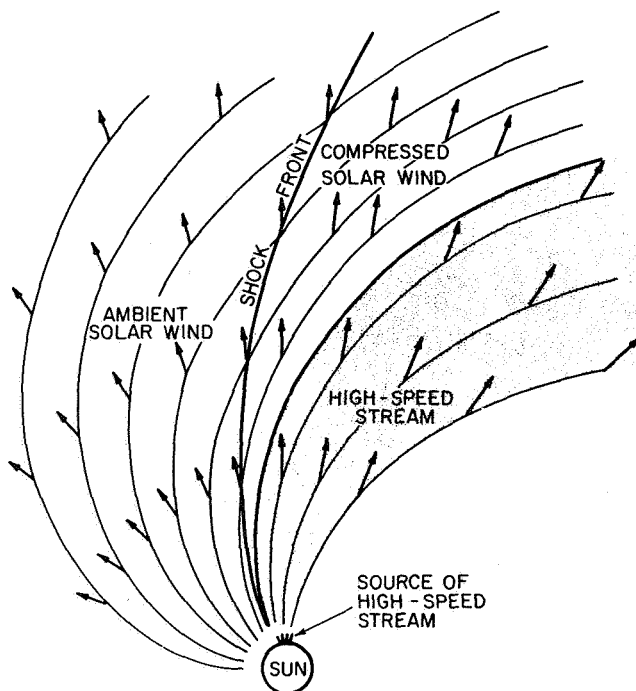 COMPRESSED
SOLAR WIND
SHOCK FRONT
AMBIENT
SOLAR WIND
HIGH-SPEED
STREAM
SOURCE OF
HIGH-SPEED
STREAM
SUN